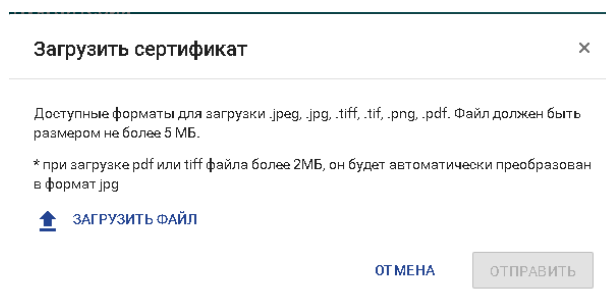 Загрузить сертификат
Доступные форматы для загрузки .jpeg, .jpg, .tiff, .tif, .png, .pdf. Файл должен быть
размером не более 5 МБ.
* при загрузке pdf или tiff файла более 2МБ, он будет автоматически преобразован
в формат jpg
ЗАГРУЗИТЬ ФАЙЛ
ОТМЕНА
ОТПРАВИТЬ